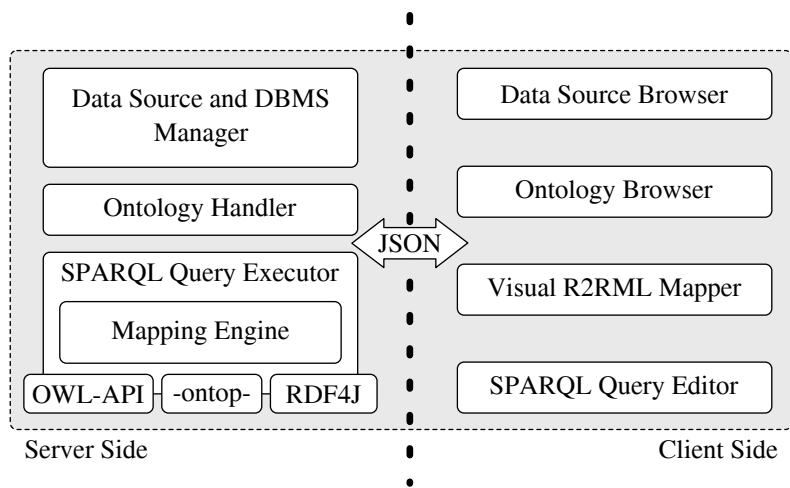 Data Source and DBMS
Manager
Ontology Handler
SPARQL Query Executor
Mapping Engine
OWL-API
-ontop-
RDF4J
Server Side
JSON
Data Source Browser
Ontology Browser
Visual R2RML Mapper
SPARQL Query Editor
Client Side